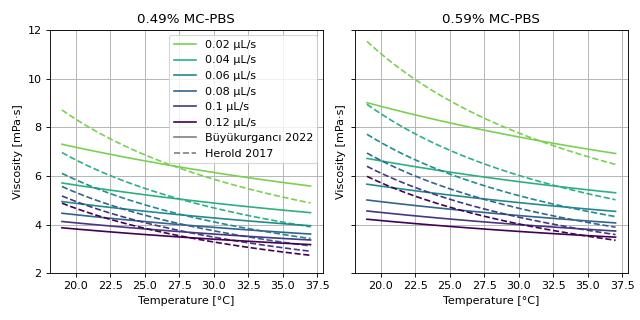 0.49% MC-PBS
0.59% MC-PBS
12
10
8
6
4
2
Viscosity [mPa·s]
0.02 µL/s
0.04 µL/s
0.06 µL/s
0.08 µL/s
0.1 µL/s
0.12 µL/s
Büyükurgancı 2022
Herold 2017
Viscosity [mPa·s]
20.0 22.5 25.0 27.5 30.0 32.5 35.0 37.5
20.0 22.5 25.0 27.5 30.0 32.5 35.0 37.5
Temperature [°C]
Temperature [°C]